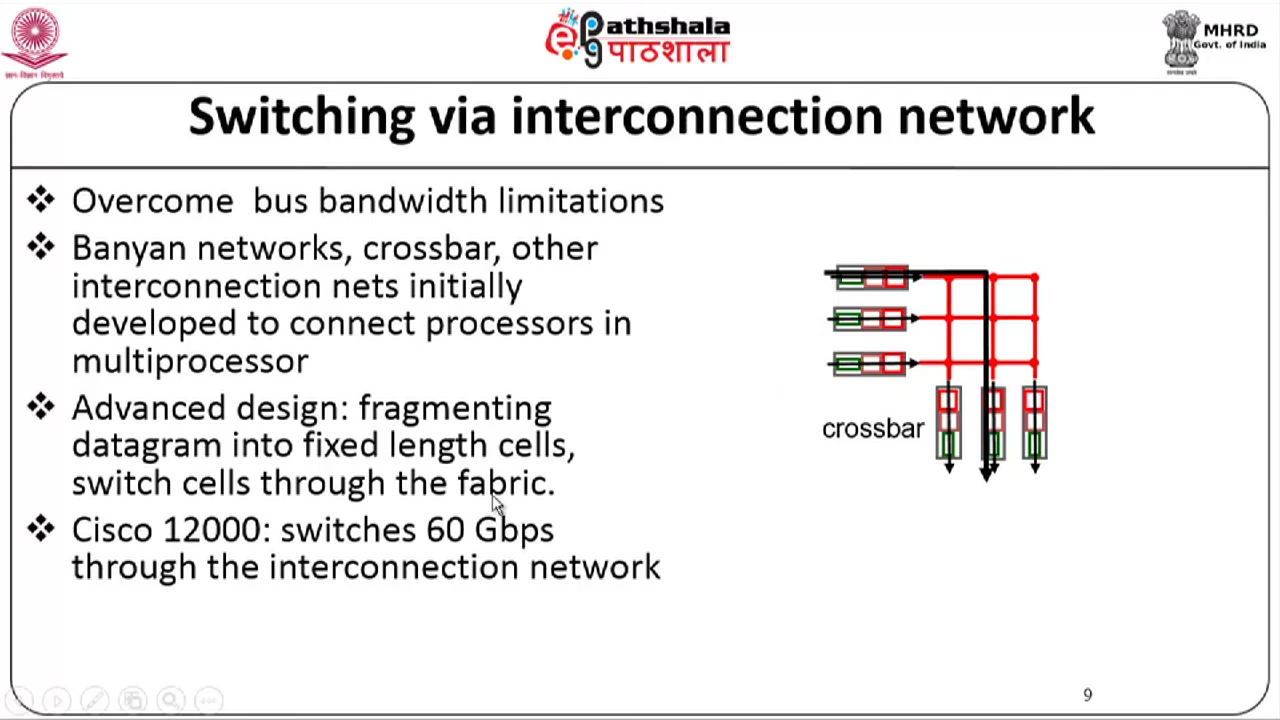 ePg Pathshala
पाठशाला
MHRD
Govt. of India
Switching via interconnection network
Overcome bus bandwidth limitations
Banyan networks, crossbar, other
interconnection nets initially
developed to connect processors in
multiprocessor
Advanced design: fragmenting
datagram into fixed length cells,
switch cells through the fabric.
Cisco 12000: switches 60 Gbps
through the interconnection network
crossbar
9